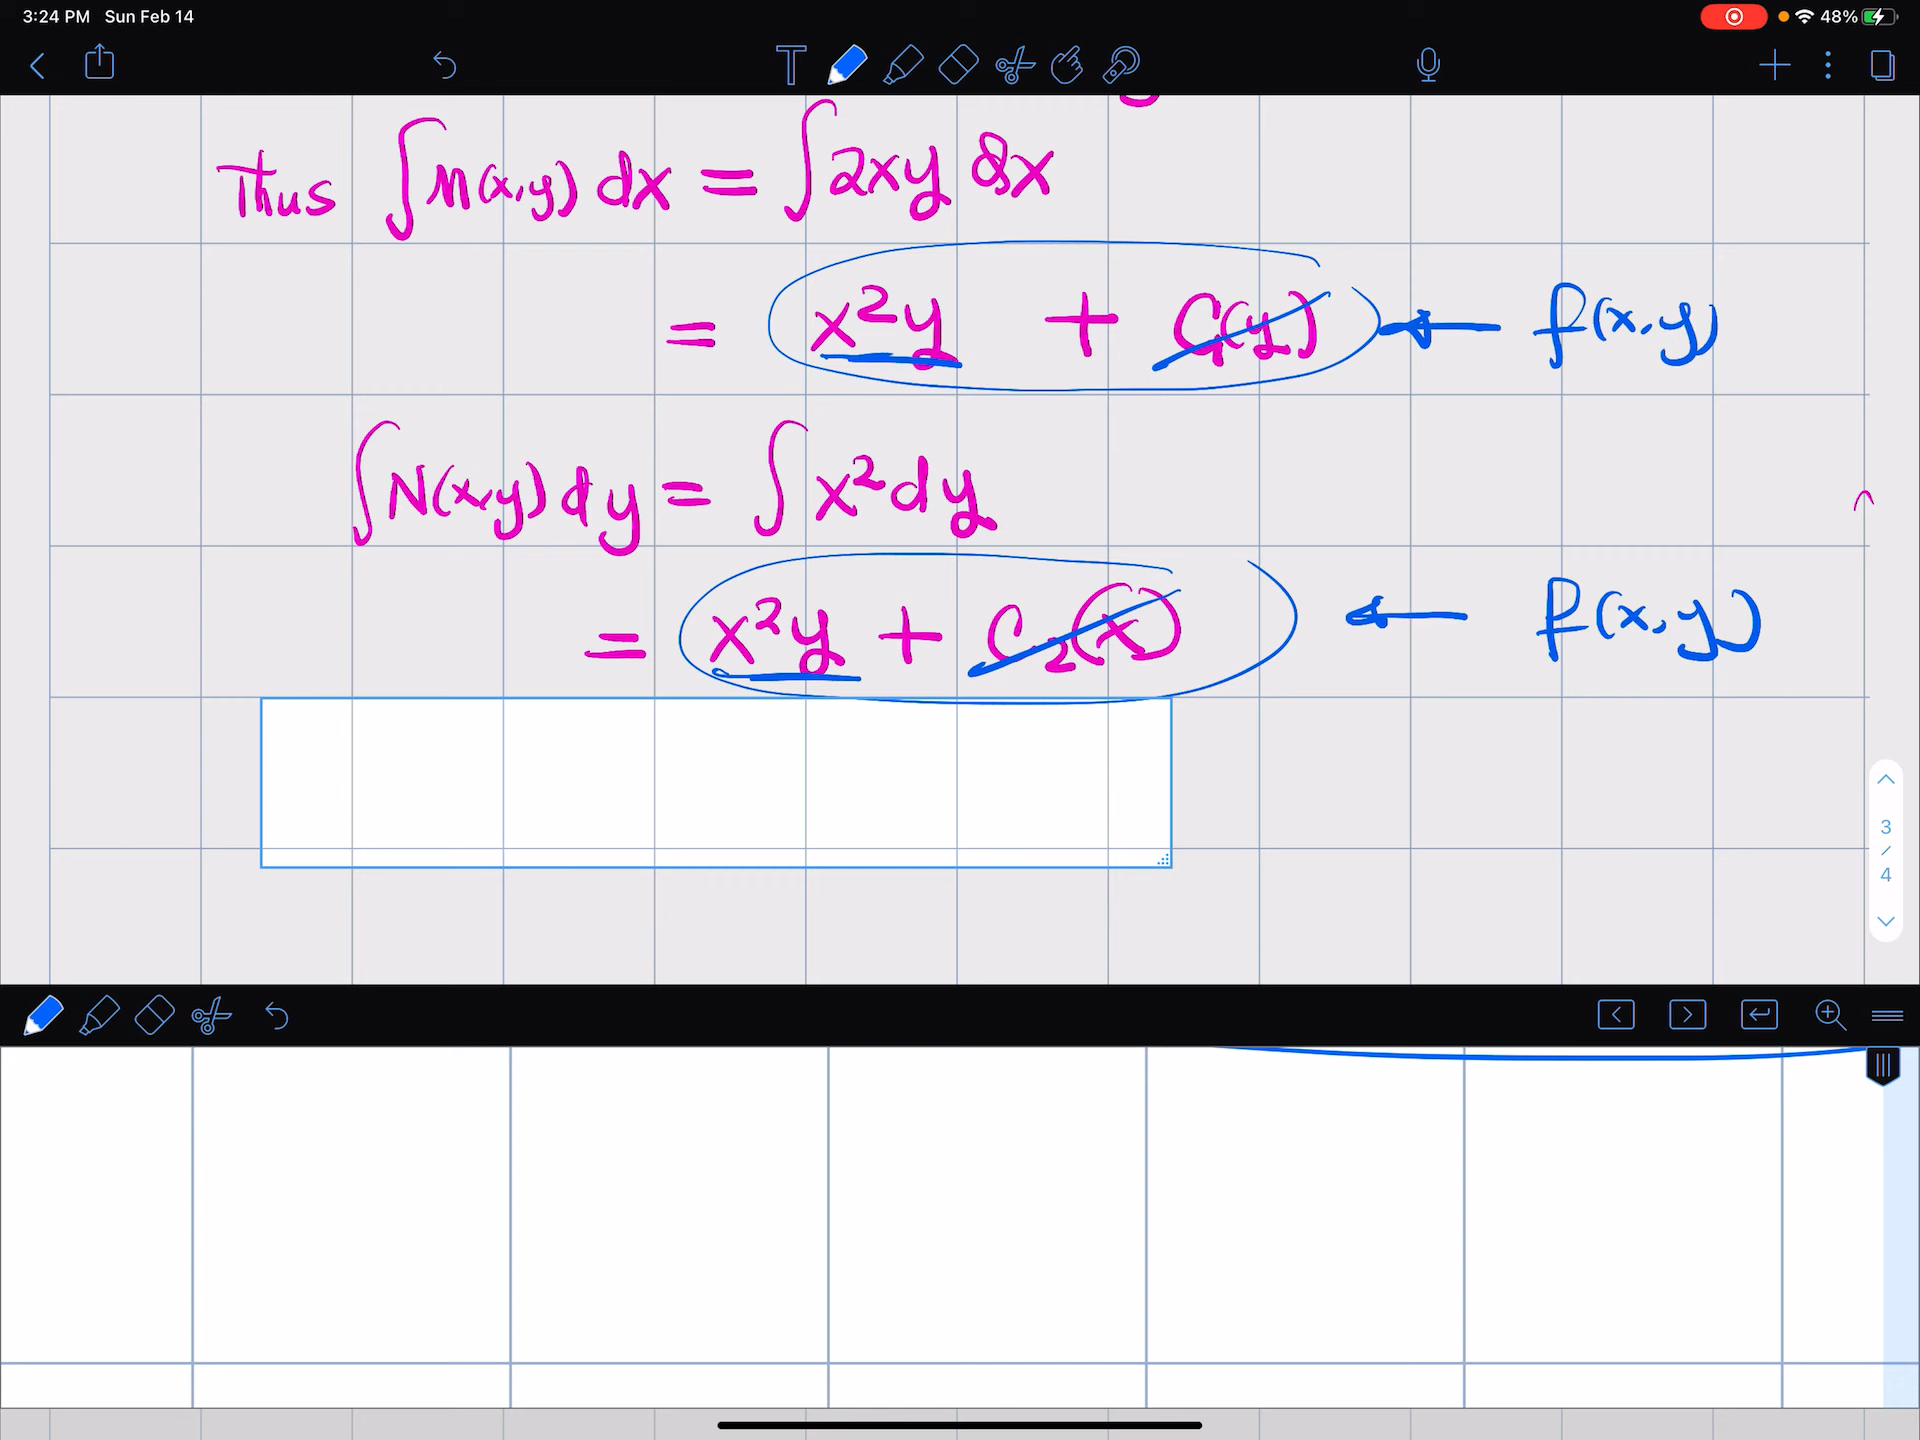 3:24 PM Sun Feb 14 48%
Thus ∫M(x,y) dx = ∫2xy dx
= x²y + C₁(y) ← f(x,y)
∫N(x,y) dy = ∫x² dy
= x²y + C₂(x) ← f(x,y)
3
/
4